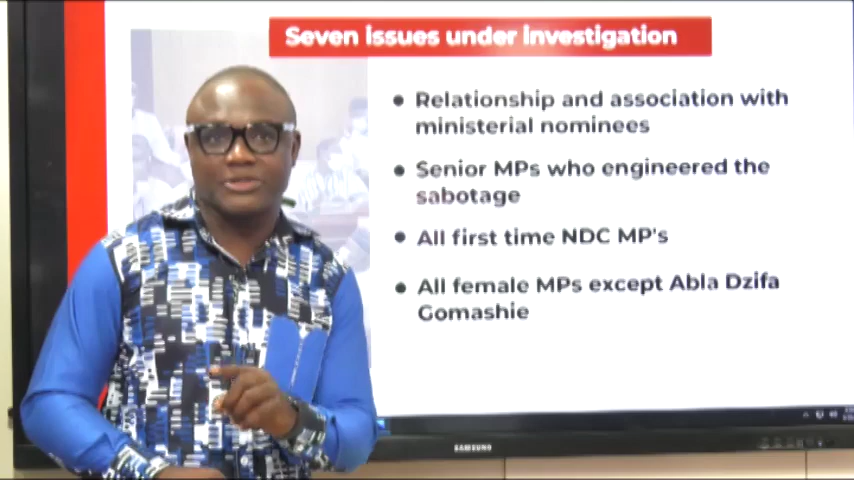 Seven issues under investigation
Relationship and association with
ministerial nominees
Senior MPs who engineered the
sabotage
All first time NDC MP's
All female MPs except Abla Dzifa
Gomashie
SAMSUNG